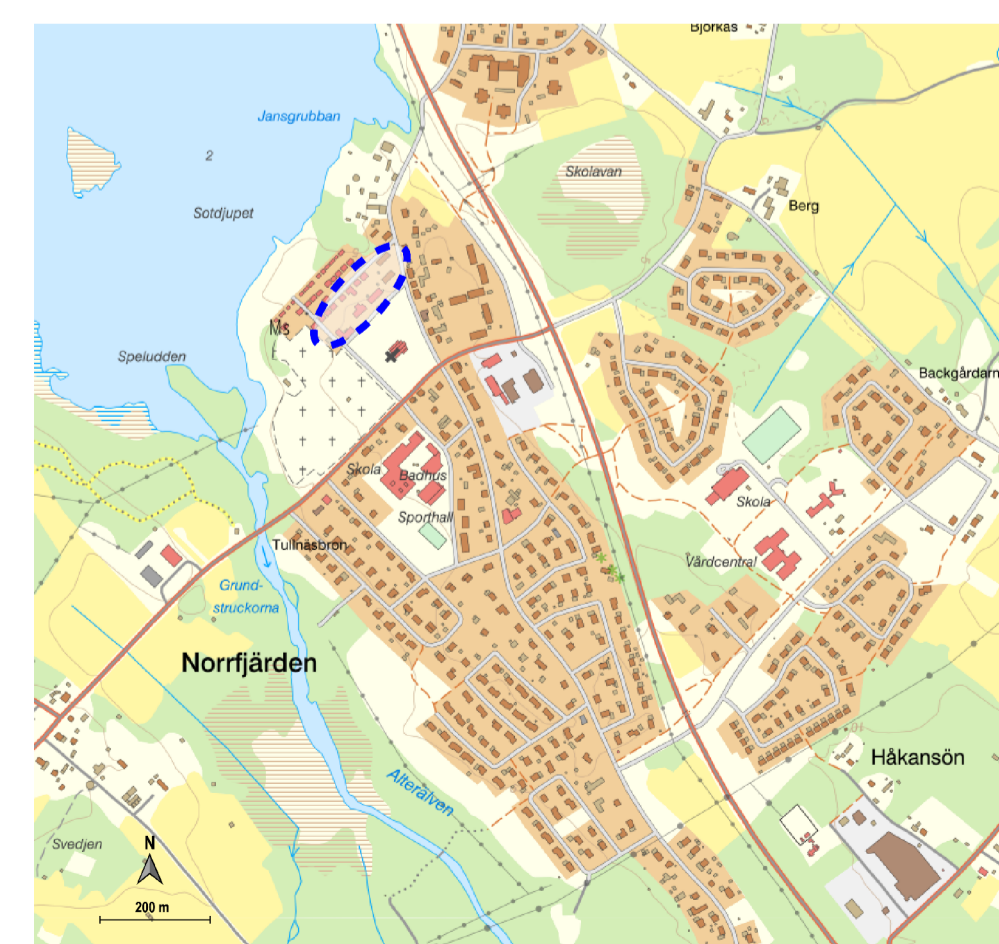 Björkås
Jansgrubban
2
Skolavan
Sotdjupet
Berg
Ms
Speludden
Backgårdarn
Skola
Badhus
Skola
Sporthall
Tullnäsbron
Vårdcentral
Grund-
struckorna
Norrfjärden
Håkansön
Alterälven
Svedjen
N
200 m